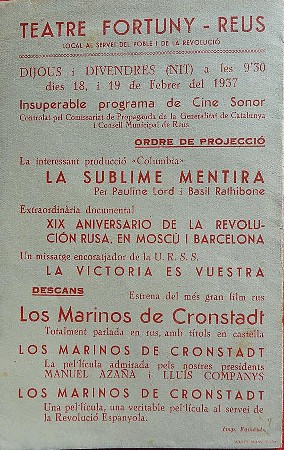 TEATRE FORTUNY - REUS
LOCAL AL SERVEI DEL POBLE I DE LA REVOLUCIÓ
DIJOUS i DIVENDRES (NIT) a les 9'30
dies 18, i 19 de Febrer del 1937
Insuperable programa de Cine Sonor
Controlat pel Comissariat de Propaganda de la Generalitat de Catalunya
i Consell Municipal de Reus
ORDRE DE PROJECCIÓ
La interessant producció «Columbia»
LA SUBLIME MENTIRA
Per Pauline Lord i Basil Rathibone
Extraordinària documental
XIX ANIVERSARIO DE LA REVOLU-
CIÓN RUSA, EN MOSCÚ I BARCELONA
Un missatge encoratjador de la U. R. S. S.
LA VICTORIA ES VUESTRA
DESCANS
Estrena del més gran film rus
Los Marinos de Cronstadt
Totalment parlada en rus, amb títols en castellà
LOS MARINOS DE CRONSTADT
La pel·lícula admirada pels nostres presidents
MANUEL AZAÑA i LLUÍS COMPANYS
LOS MARINOS DE CRONSTADT
Una pel·lícula, una veritable pel·lícula al servei de
la Revolució Espanyola.
Imp.